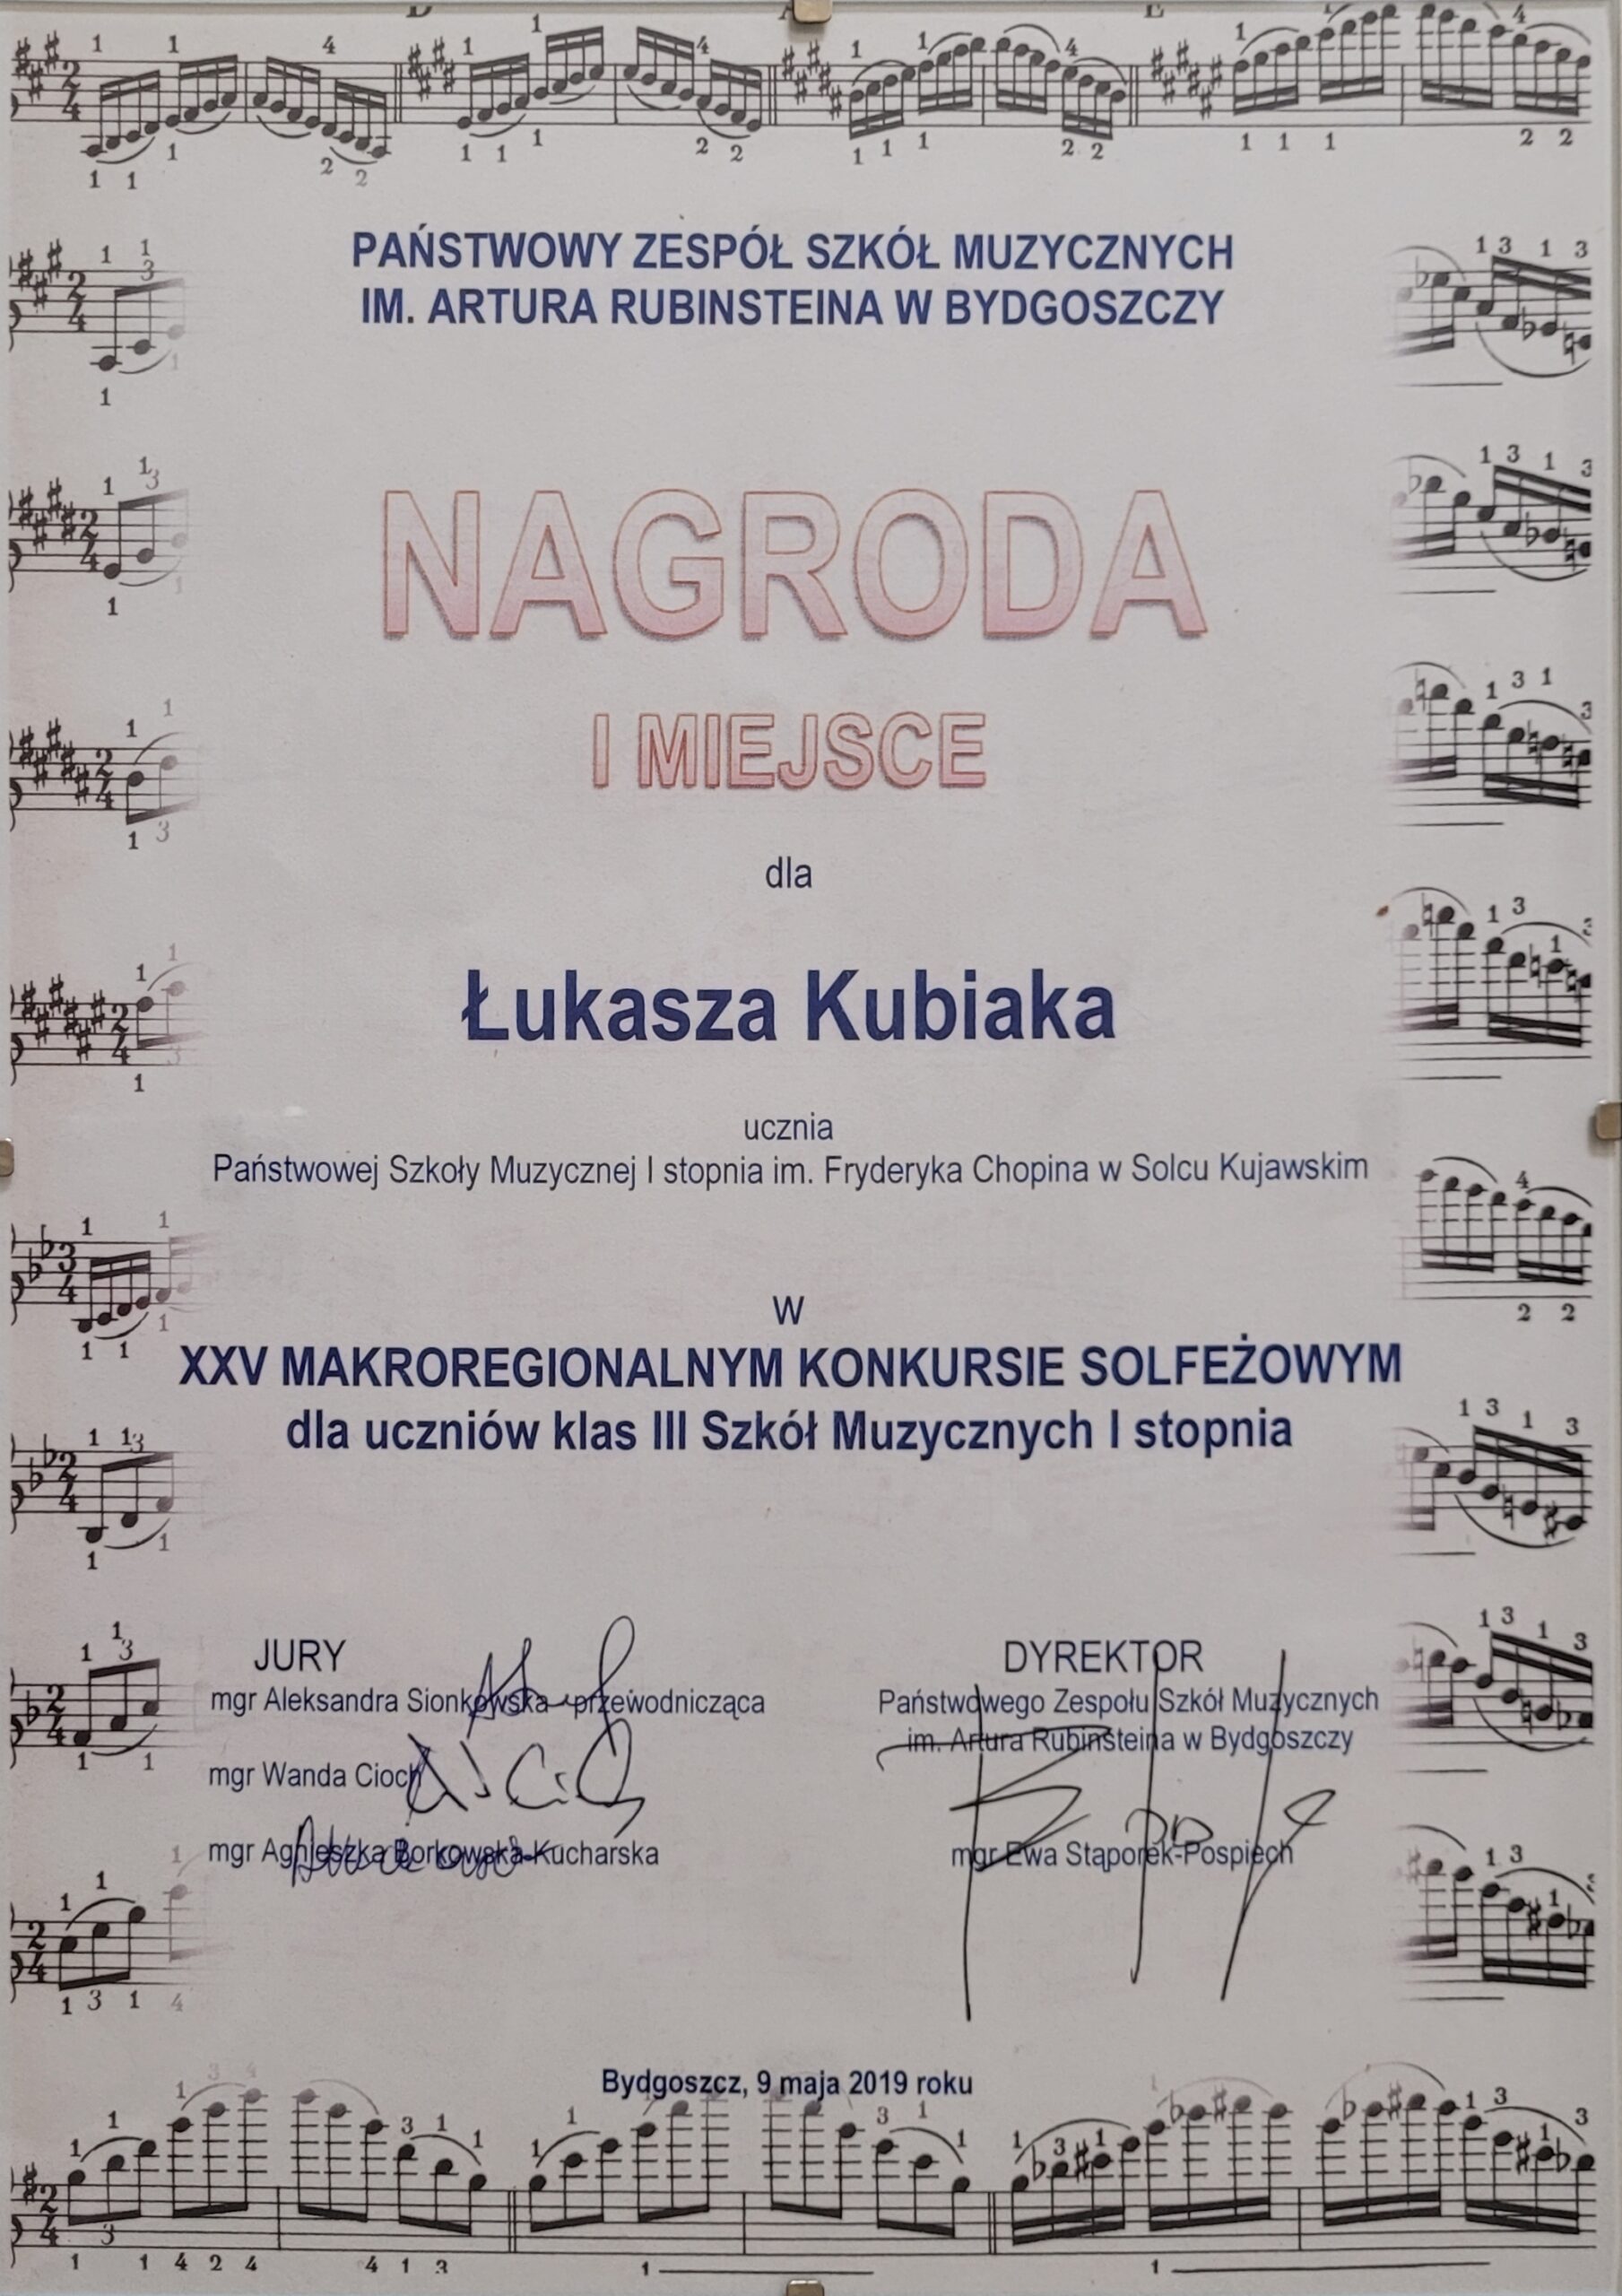 PAŃSTWOWY ZESPÓŁ SZKÓŁ MUZYCZNYCH
IM. ARTURA RUBINSTEINA W BYDGOSZCZY
NAGRODA
I MIEJSCE
dla
Łukasza Kubiaka
ucznia
Państwowej Szkoły Muzycznej I stopnia im. Fryderyka Chopina w Solcu Kujawskim
w
XXV MAKROREGIONALNYM KONKURSIE SOLFEŻOWYM
dla uczniów klas III Szkół Muzycznych I stopnia
JURY
mgr Aleksandra Sionkowska - przewodnicząca
mgr Wanda Cioch
mgr Agnieszka Borkowska-Kucharska
DYREKTOR
Państwowego Zespołu Szkół Muzycznych
im. Artura Rubinsteina w Bydgoszczy
mgr Ewa Stąporek-Pospiech
Bydgoszcz, 9 maja 2019 roku